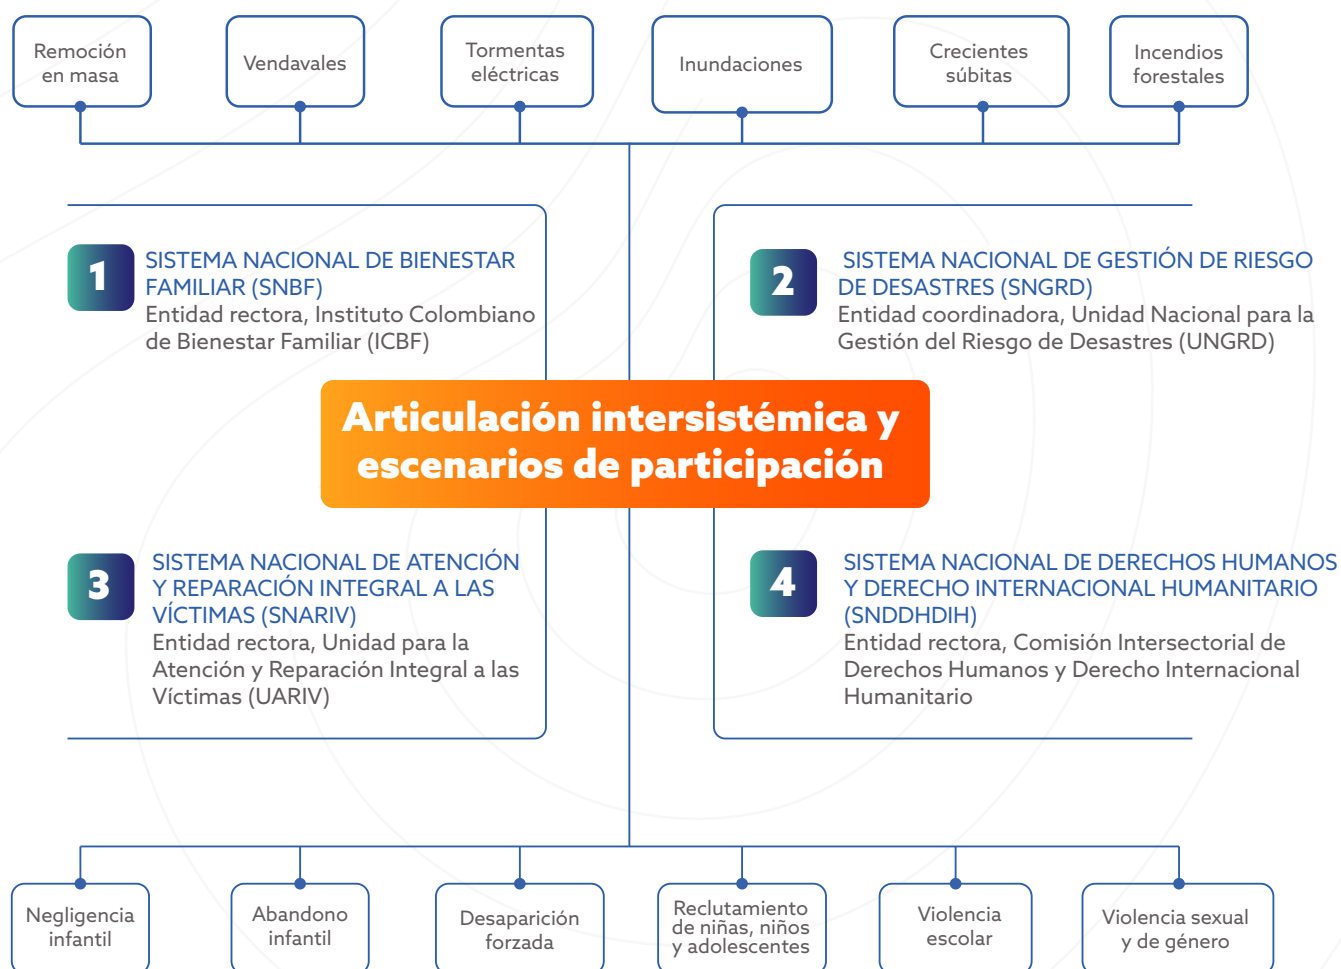 Remoción
en masa
Vendavales
Tormentas
eléctricas
Inundaciones
Crecientes
súbitas
Incendios
forestales
1
SISTEMA NACIONAL DE BIENESTAR
FAMILIAR (SNBF)
Entidad rectora, Instituto Colombiano
de Bienestar Familiar (ICBF)
2
SISTEMA NACIONAL DE GESTIÓN DE RIESGO
DE DESASTRES (SNGRD)
Entidad coordinadora, Unidad Nacional para la
Gestión del Riesgo de Desastres (UNGRD)
Articulación intersistémica y
escenarios de participación
3
SISTEMA NACIONAL DE ATENCIÓN
Y REPARACIÓN INTEGRAL A LAS
VÍCTIMAS (SNARIV)
Entidad rectora, Unidad para la
Atención y Reparación Integral a las
Víctimas (UARIV)
4
SISTEMA NACIONAL DE DERECHOS HUMANOS
Y DERECHO INTERNACIONAL HUMANITARIO
(SNDDHDIH)
Entidad rectora, Comisión Intersectorial de
Derechos Humanos y Derecho Internacional
Humanitario
Negligencia
infantil
Abandono
infantil
Desaparición
forzada
Reclutamiento
de niñas, niños
y adolescentes
Violencia
escolar
Violencia sexual
y de género